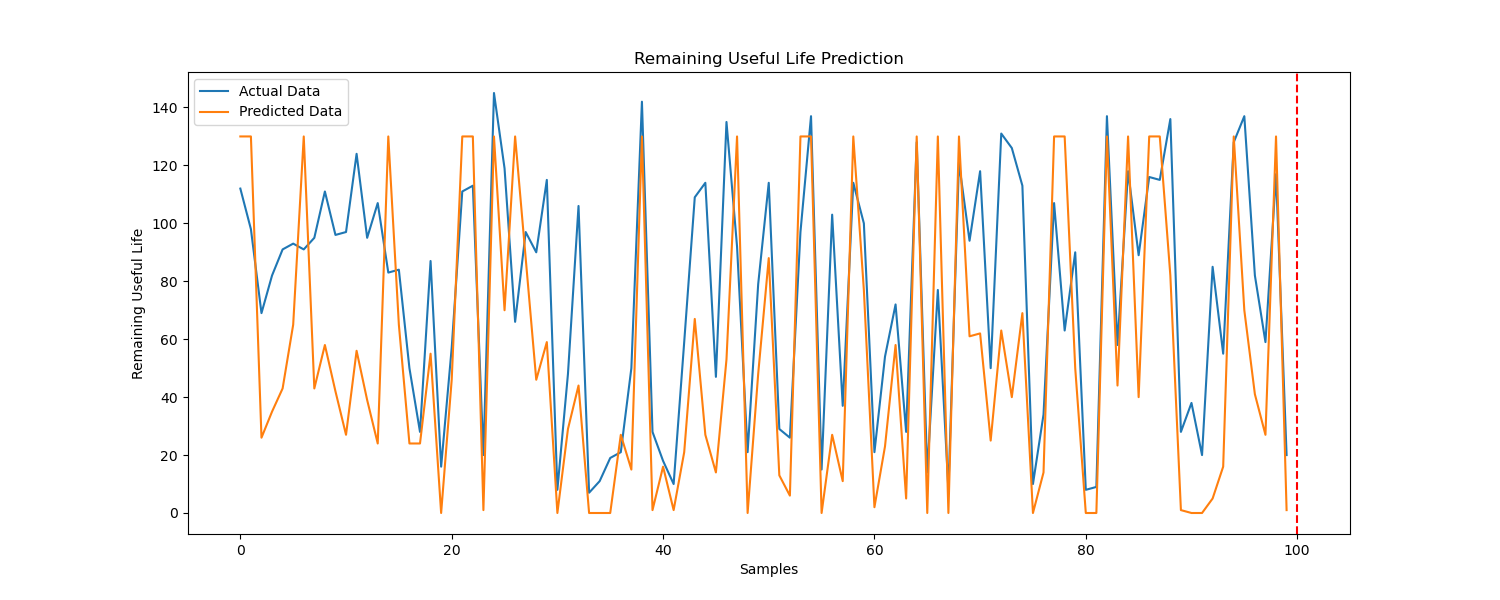 Remaining Useful Life Prediction
Actual Data
Predicted Data
Remaining Useful Life
140
120
100
80
60
40
20
0
0 20 40 60 80 100
Samples